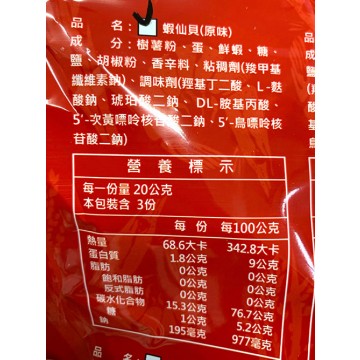 品 名：蝦仙貝(原味)
成 分：樹薯粉、蛋、鮮蝦、糖、
鹽、胡椒粉、香辛料、粘稠劑(羧甲基
纖維素鈉)、調味劑(羥基丁二酸、L-麩
酸鈉、琥珀酸二鈉、DL-胺基丙酸、
5'-次黃嘌呤核苷酸二鈉、5'-鳥嘌呤核
苷酸二鈉)
營養標示
每一份量 20公克
本包裝含 3份
每份 每100公克
熱量 68.6大卡 342.8大卡
蛋白質 1.8公克 9公克
脂肪 0公克 0公克
飽和脂肪 0公克 0公克
反式脂肪 0公克 0公克
碳水化合物 15.3公克 76.7公克
糖 1公克 5.2公克
鈉 195毫克 977毫克
品 名：